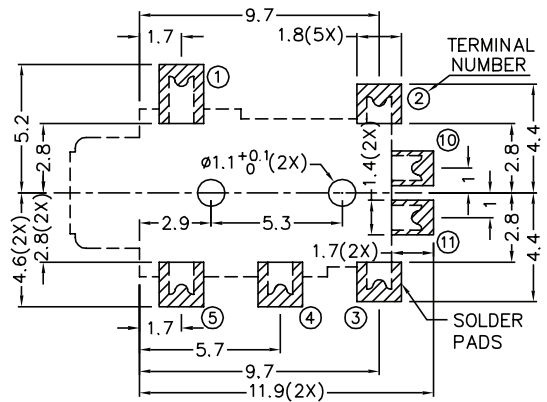 9.7
1.7
1.8(5X)
TERMINAL
NUMBER
1
2
5.2
2.8
ø1.1 +0.1 0 (2X)
1.4(2X)
10
2.8
4.4
1
2.9
5.3
1
2.8
4.4
4.6(2X)
2.8(2X)
1.7(2X)
11
5
4
3
1.7
SOLDER
PADS
5.7
9.7
11.9(2X)